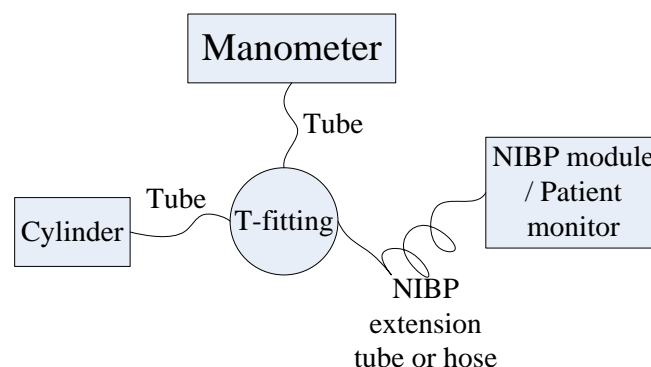 Manometer
Tube
NIBP module
/ Patient
monitor
Tube
T-fitting
Cylinder
NIBP
extension
tube or hose